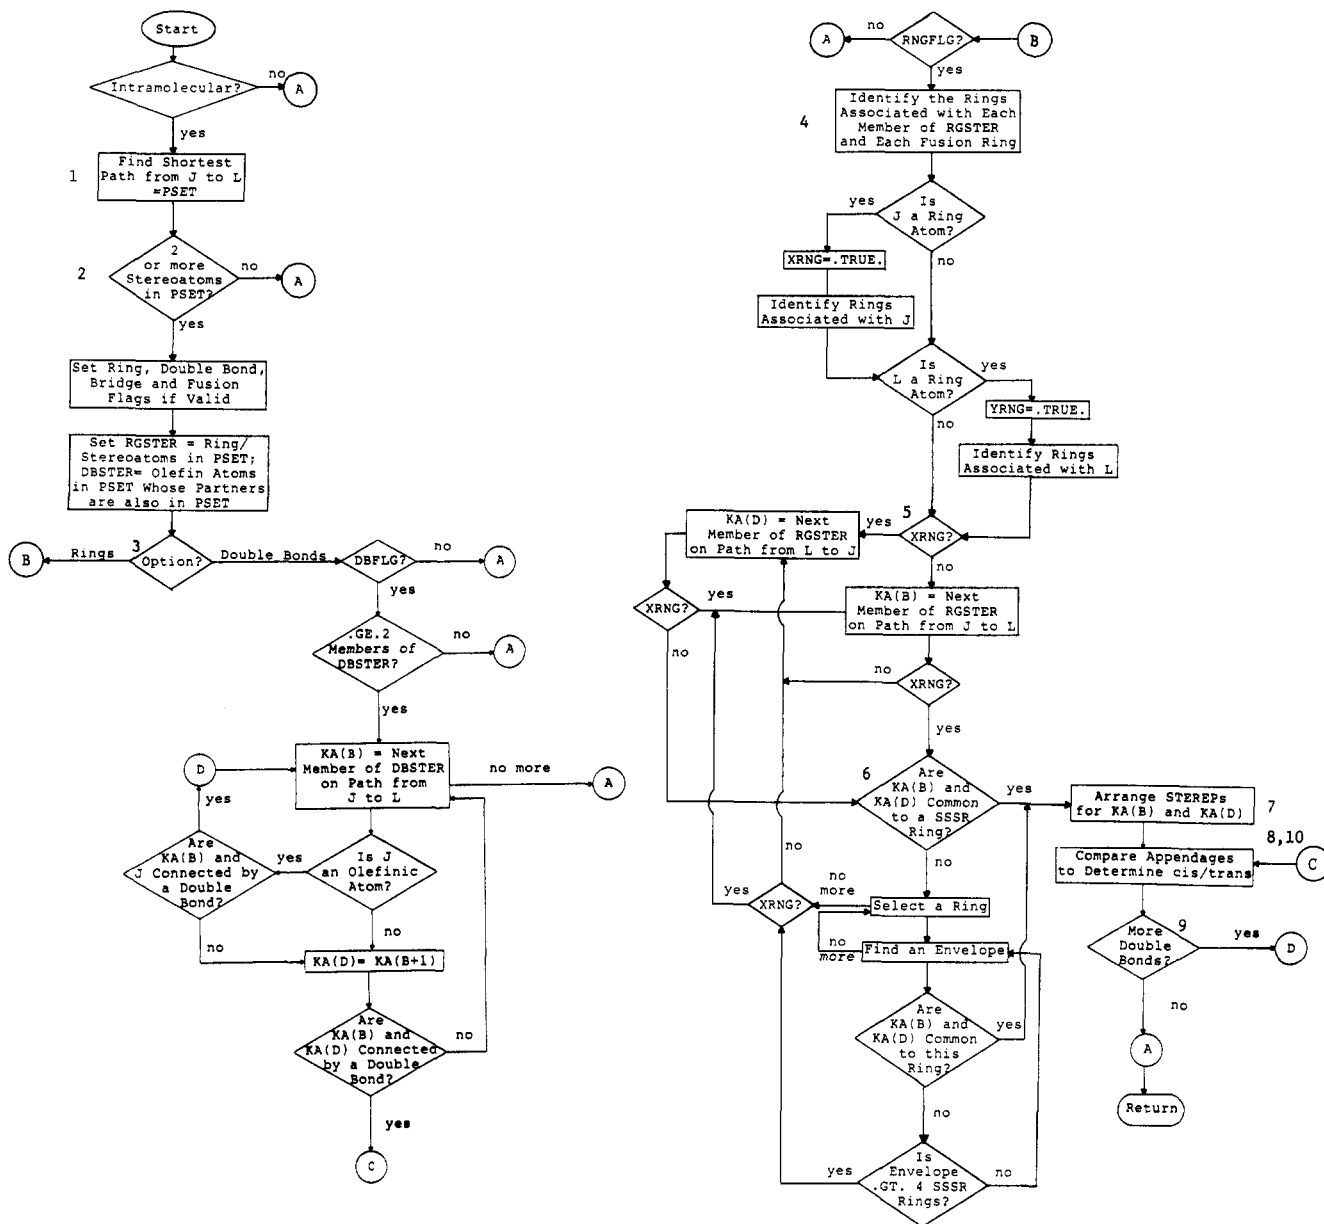 Start
Intramolecular?
no
A
yes
1
Find Shortest
Path from J to L
=PSET
2
2
or more
Stereoatoms
in PSET?
no
A
yes
Set Ring, Double Bond,
Bridge and Fusion
Flags if Valid
Set RGSTER = Ring/
Stereoatoms in PSET;
DBSTER= Olefin Atoms
in PSET Whose Partners
are also in PSET
B
Rings
3
Option?
Double Bonds
DBFLG?
no
A
yes
.GE.2
Members of
DBSTER?
no
A
yes
D
KA(B) = Next
Member of DBSTER
on Path from
J to L
no more
A
yes
Are
KA(B) and
J Connected by
a Double
Bond?
yes
Is J
an Olefinic
Atom?
no
no
KA(D)= KA(B+1)
Are
KA(B) and
KA(D) Connected
by a Double
Bond?
no
yes
C
A
no
RNGFLG?
B
yes
4
Identify the Rings
Associated with Each
Member of RGSTER
and Each Fusion Ring
yes
Is
J a Ring
Atom?
XRNG=.TRUE.
no
Identify Rings
Associated with J
Is
L a Ring
Atom?
yes
YRNG=.TRUE.
no
Identify Rings
Associated with L
KA(D) = Next
Member of RGSTER
on Path from L to J
yes
5
XRNG?
no
XRNG?
yes
KA(B) = Next
Member of RGSTER
on Path from J to L
no
no
XRNG?
yes
6
Are
KA(B) and
KA(D) Common
to a SSSR
Ring?
yes
Arrange STEREPs
for KA(B) and KA(D)
7
8,10
Compare Appendages
to Determine cis/trans
C
no
no
yes
XRNG?
no
more
Select a Ring
no
more
Find an Envelope
More
Double
Bonds?
9
yes
D
Are
KA(B) and
KA(D) Common
to this
Ring?
yes
no
A
Return
no
yes
Is
Envelope
.GT. 4 SSSR
Rings?
no